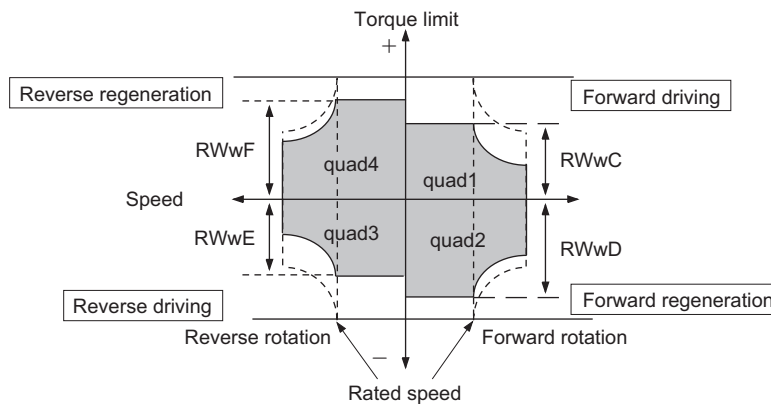 Torque limit
+
Reverse regeneration
Forward driving
RWwF
RWwC
quad4
quad1
Speed
RWwE
quad3
quad2
RWwD
Reverse driving
Forward regeneration
Reverse rotation
Forward rotation
−
Rated speed